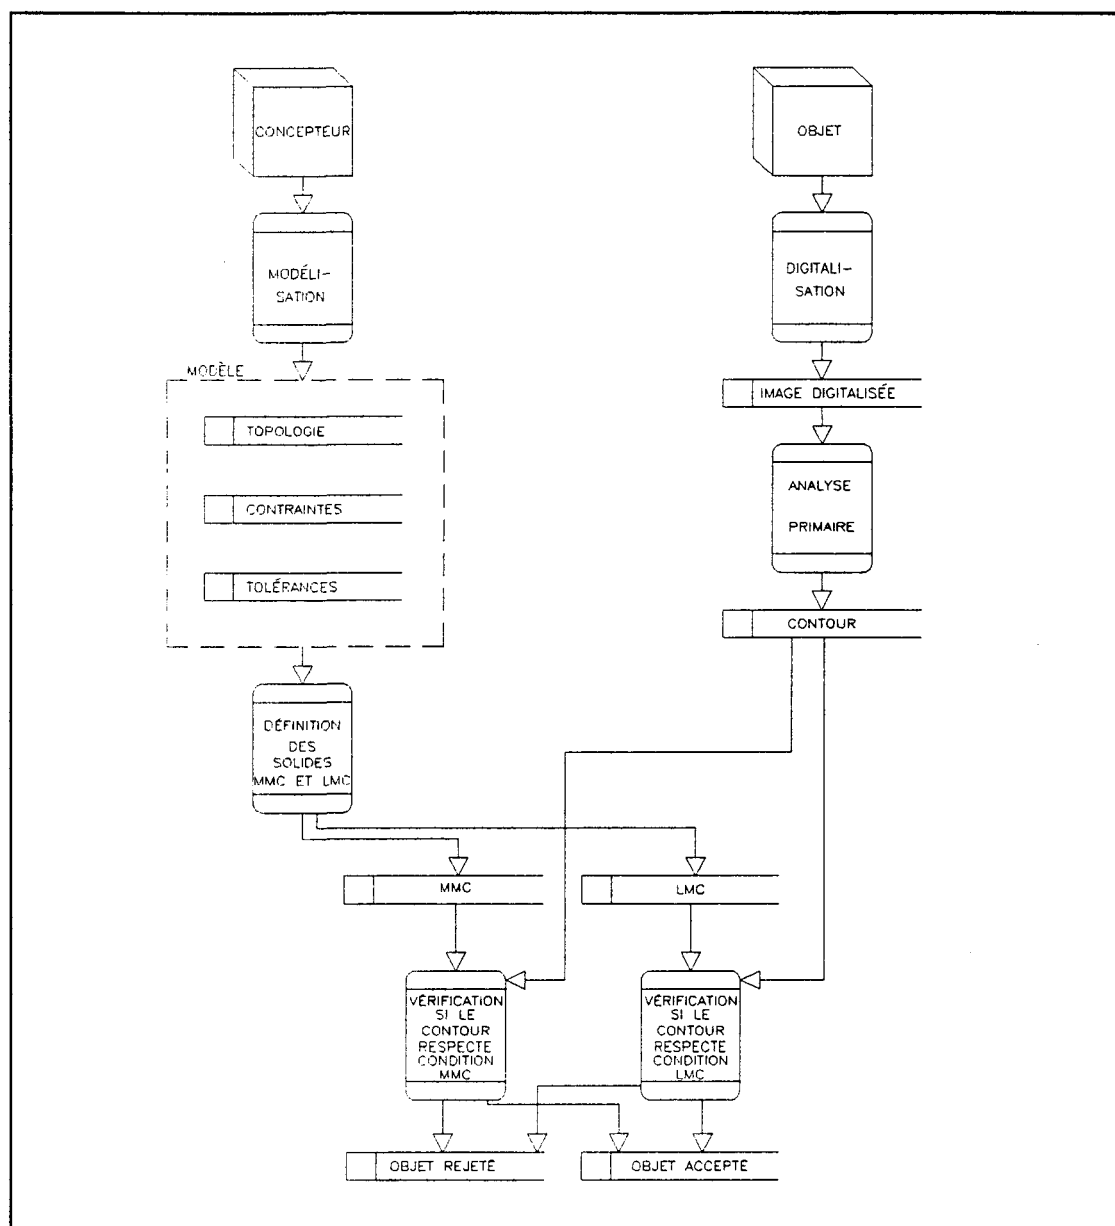 CONCEPTEUR
OBJET
MODÉLI-
SATION
DIGITALI-
SATION
MODÈLE
TOPOLOGIE
CONTRAINTES
TOLÉRANCES
IMAGE DIGITALISÉE
ANALYSE
PRIMAIRE
CONTOUR
DÉFINITION
DES
SOLIDES
MMC ET LMC
MMC
LMC
VÉRIFICATION
SI LE
CONTOUR
RESPECTE
CONDITION
MMC
VÉRIFICATION
SI LE
CONTOUR
RESPECTE
CONDITION
LMC
OBJET REJETÉ
OBJET ACCEPTÉ